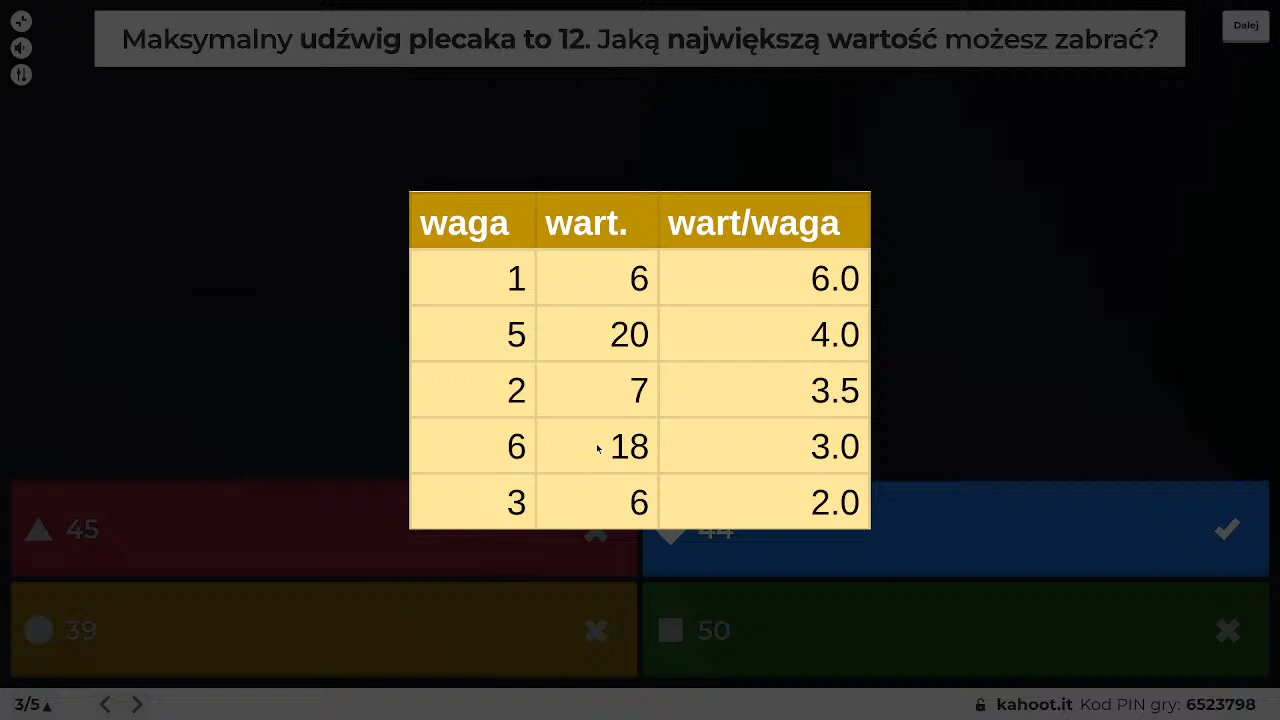 Maksymalny udźwig plecaka to 12. Jaką największą wartość możesz zabrać?
Dalej
waga wart. wart/waga
1 6 6.0
5 20 4.0
2 7 3.5
6 18 3.0
3 6 2.0
45
44
39
50
3/5
kahoot.it Kod PIN gry: 6523798